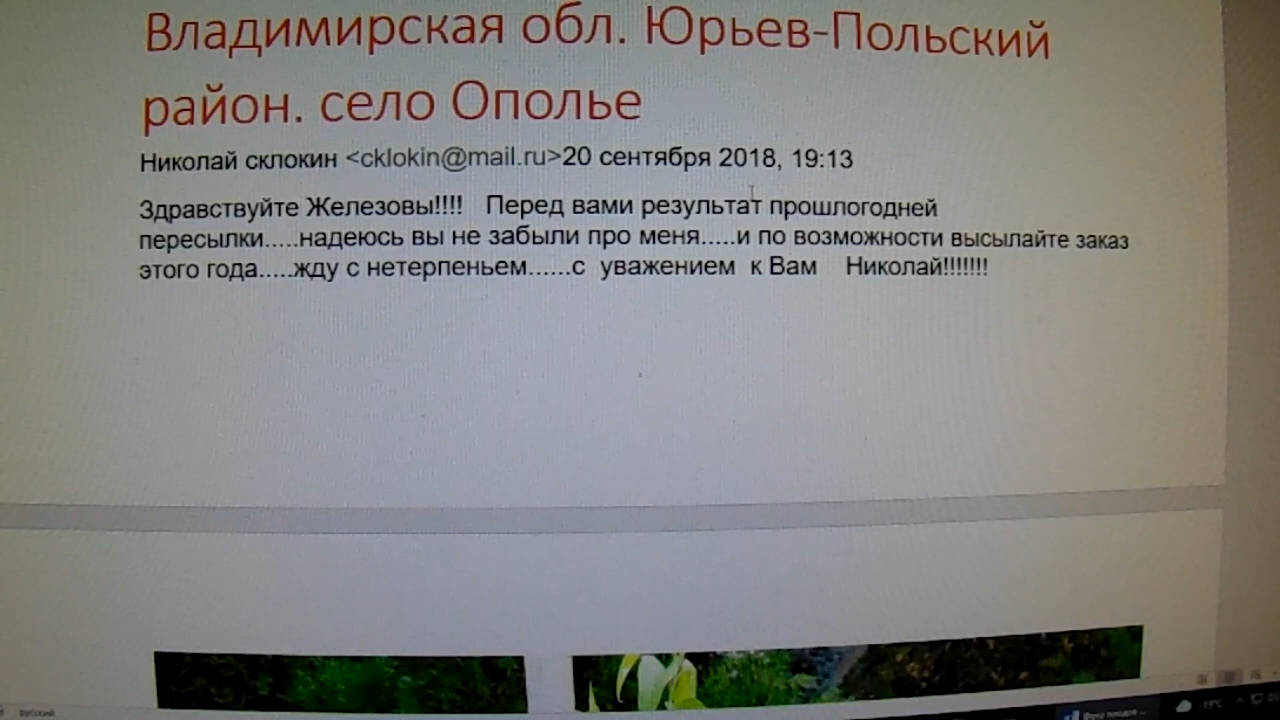 Владимирская обл. Юрьев-Польский
район. село Ополье
Николай склокин <cklokin@mail.ru>20 сентября 2018, 19:13
Здравствуйте Железовы!!!! Перед вами результат прошлогодней
пересылки.....надеюсь вы не забыли про меня.....и по возможности высылайте заказ
этого года.....жду с нетерпеньем......с уважением к Вам Николай!!!!!!!
русский
-19°C